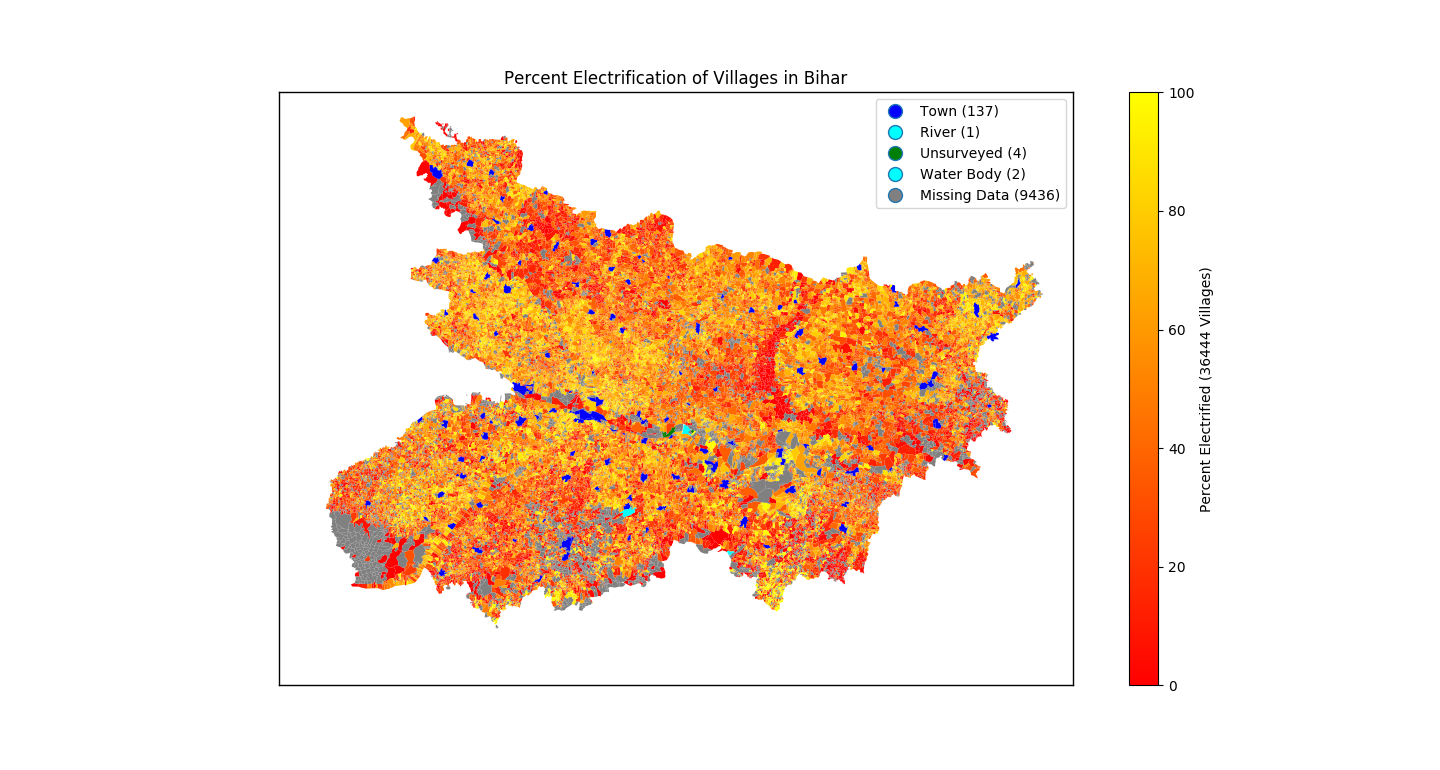 Percent Electrification of Villages in Bihar
Town (137)
River (1)
Unsurveyed (4)
Water Body (2)
Missing Data (9436)
100
80
60
40
20
0
Percent Electrified (36444 Villages)